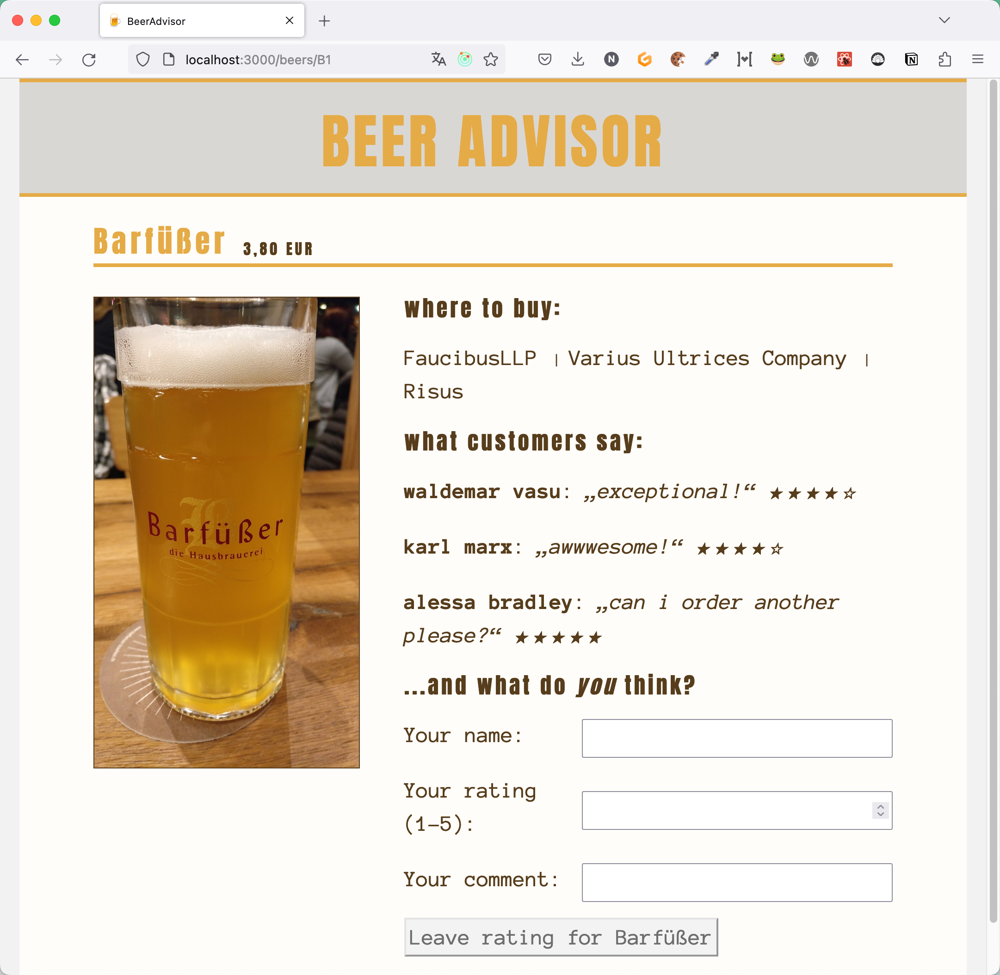 BeerAdvisor
localhost:3000/beers/B1
BEER ADVISOR
Barfüßer 3,80 EUR
where to buy:
FaucibusLLP | Varius Ultrices Company |
Risus
what customers say:
waldemar vasu: „exceptional!“ ★★★★☆
karl marx: „awwwesome!“ ★★★★☆
alessa bradley: „can i order another
please?“ ★★★★★
Barfüßer
die Hausbrauerei
...and what do you think?
Your name:
Your rating
(1-5):
Your comment:
Leave rating for Barfüßer